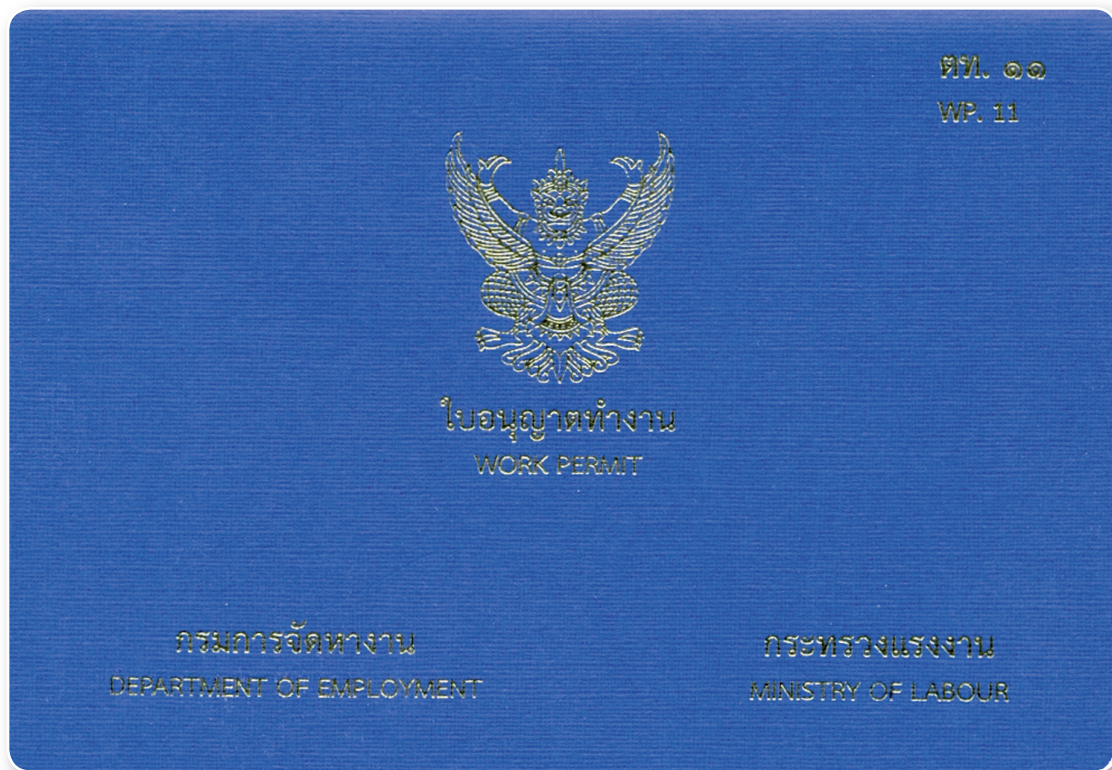 ตท. ๑๑
WP. 11
ใบอนุญาตทำงาน
WORK PERMIT
กรมการจัดหางาน
DEPARTMENT OF EMPLOYMENT
กระทรวงแรงงาน
MINISTRY OF LABOUR